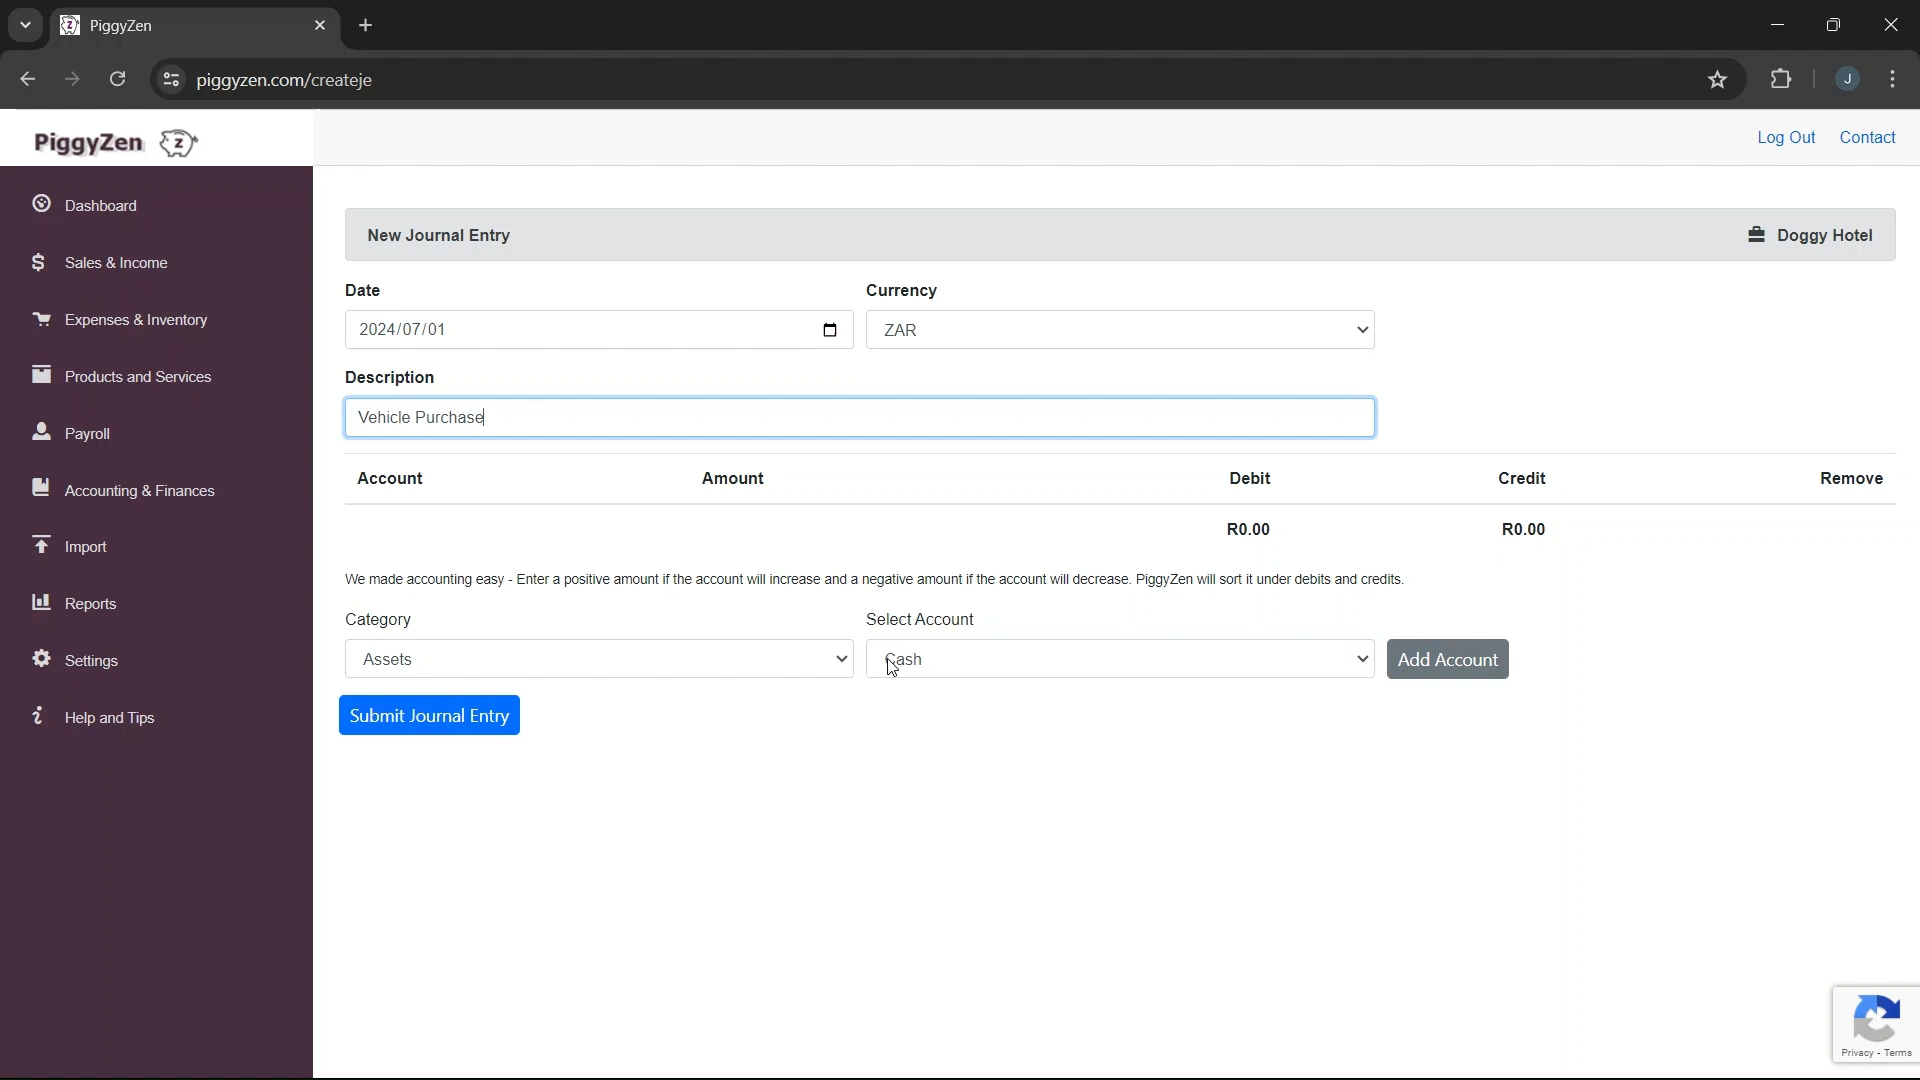 PiggyZen
piggyzen.com/createje
J
PiggyZen Z
Log Out Contact
Dashboard
Sales & Income
Expenses & Inventory
Products and Services
Payroll
Accounting & Finances
Import
Reports
Settings
Help and Tips
New Journal Entry Doggy Hotel
Date Currency
2024/07/01 ZAR
Description
Vehicle Purchase
Account Amount Debit Credit Remove
R0.00 R0.00
We made accounting easy - Enter a positive amount if the account will increase and a negative amount if the account will decrease. PiggyZen will sort it under debits and credits.
Category Select Account
Assets Cash Add Account
Submit Journal Entry
Privacy - Terms